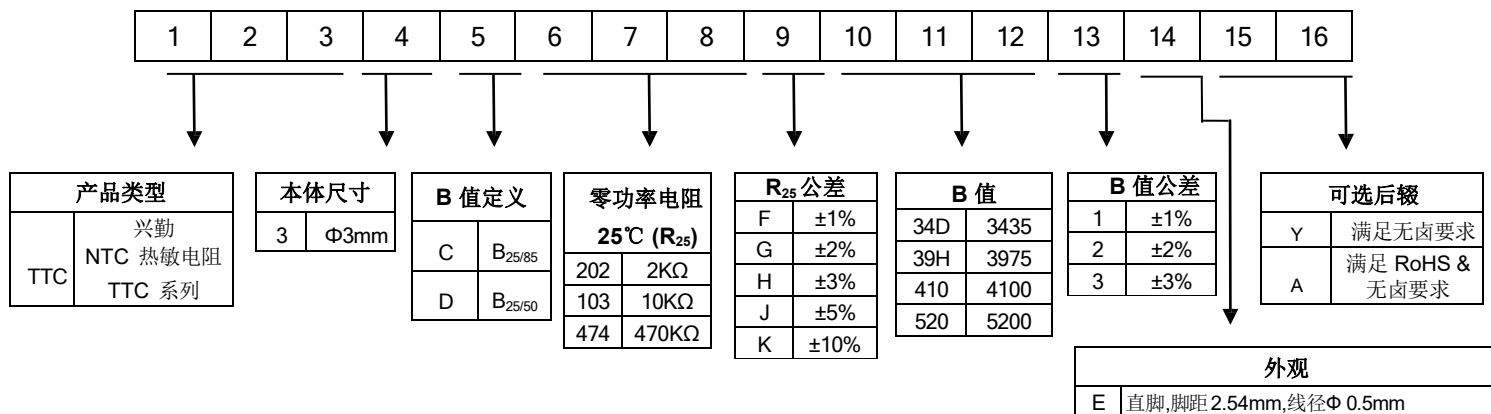 1 2 3 4 5 6 7 8 9 10 11 12 13 14 15 16
产品类型
TTC
兴勤
NTC 热敏电阻
TTC 系列
本体尺寸
3 Φ3mm
B 值定义
C B25/85
D B25/50
零功率电阻
25℃ (R25)
202 2KΩ
103 10KΩ
474 470KΩ
R25 公差
F ±1%
G ±2%
H ±3%
J ±5%
K ±10%
B 值
34D 3435
39H 3975
410 4100
520 5200
B 值公差
1 ±1%
2 ±2%
3 ±3%
可选后缀
Y 满足无卤要求
A 满足 RoHS &
无卤要求
外观
E 直脚,脚距2.54mm,线径Φ 0.5mm